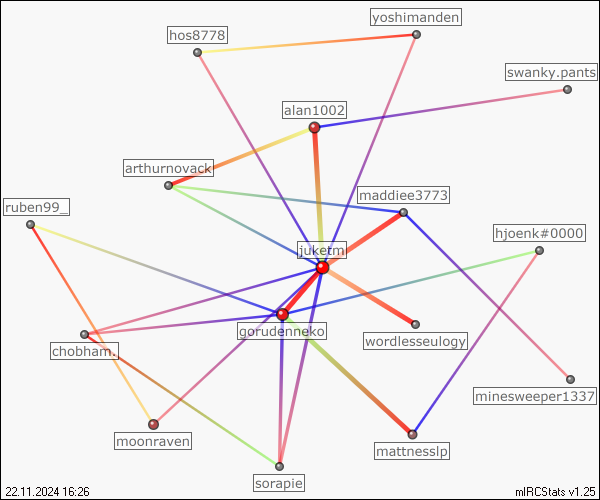 yoshimanden
hos8778
swanky.pants
alan1002
arthurnovack
maddiee3773
ruben99_
hjoenk#0000
juketm
gorudenneko
wordlesseulogy
chobham.
minesweeper1337
moonraven
mattnesslp
sorapie
22.11.2024 16:26
mIRCStats v1.25